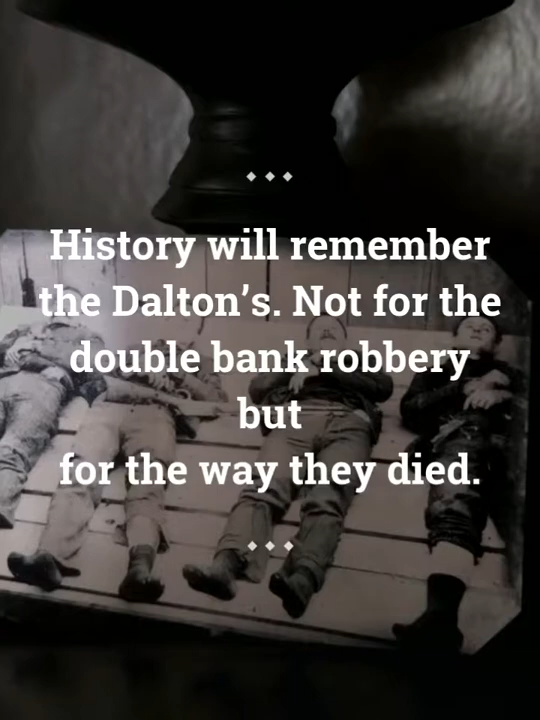 History will remember
the Dalton’s. Not for the
double bank robbery
but
for the way they died.